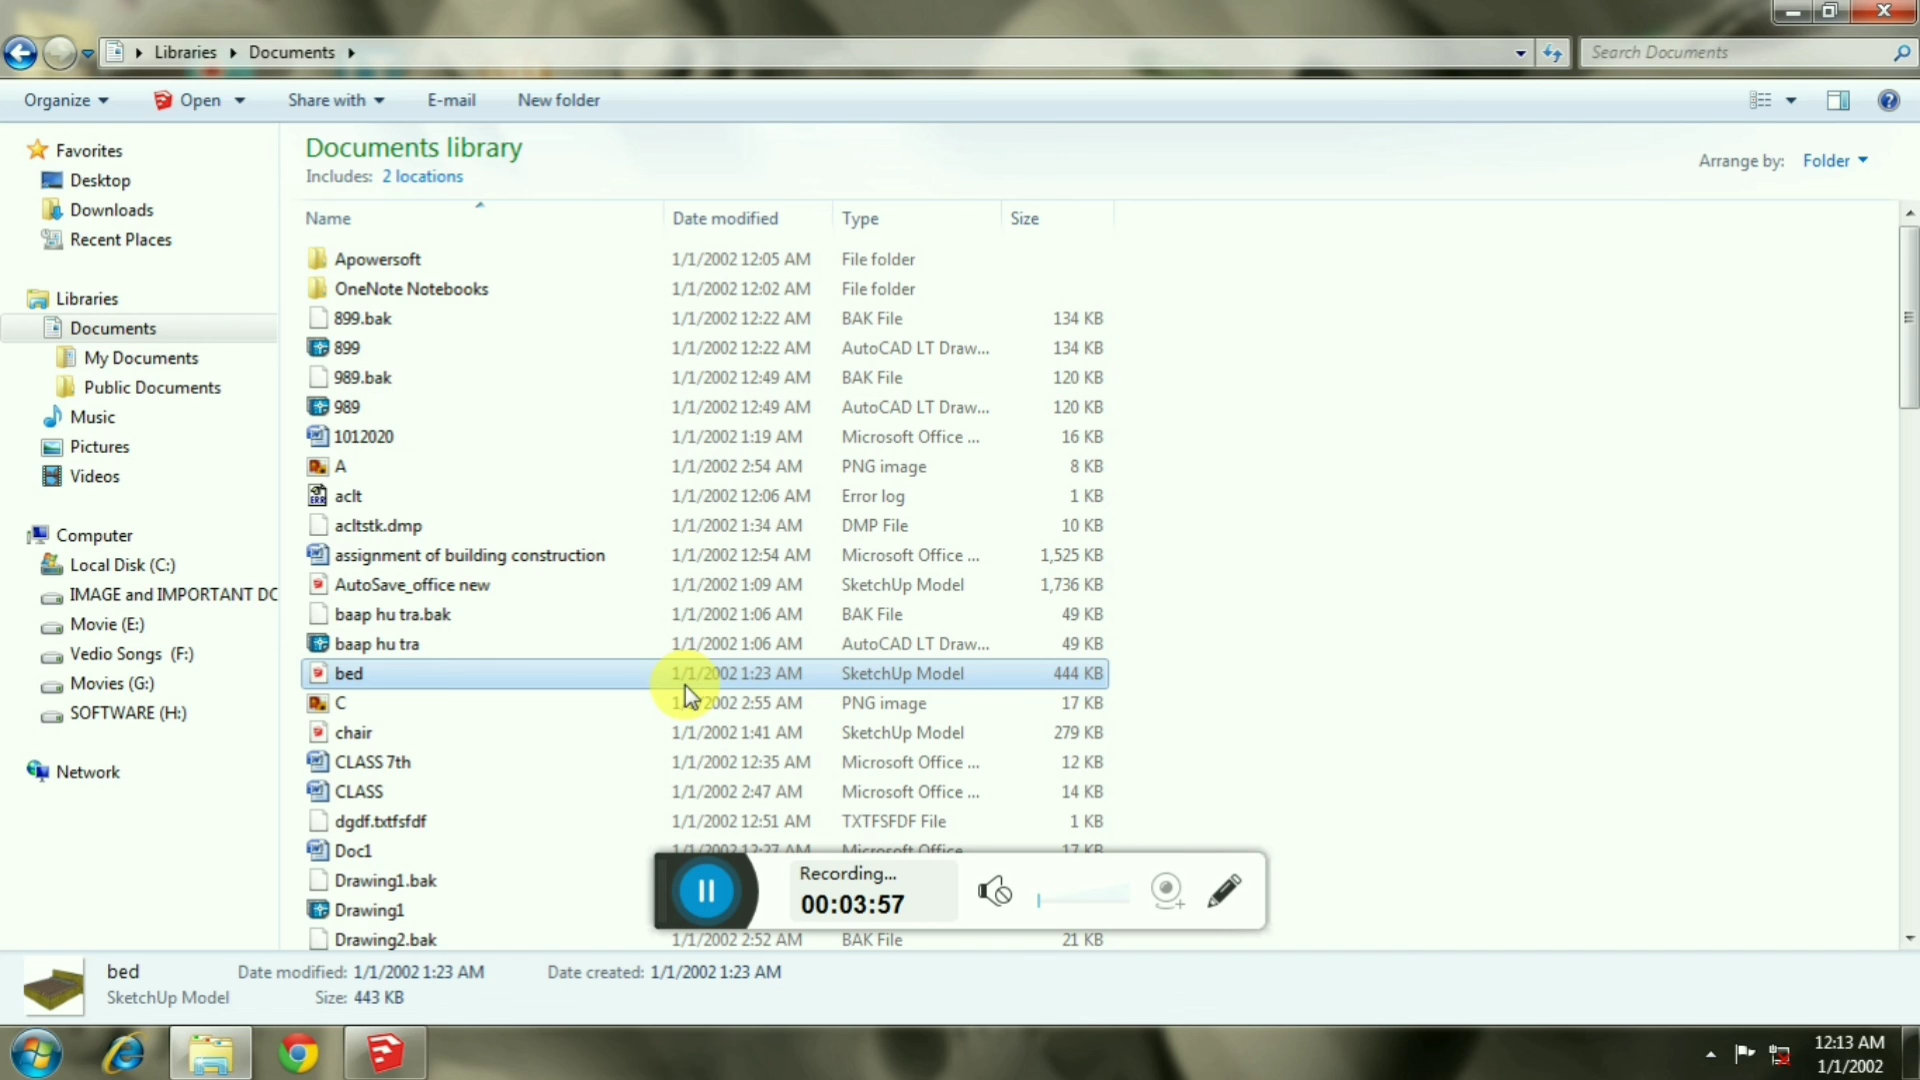 Libraries Documents
Search Documents
Organize Open Share with E-mail New folder
Documents library
Includes: 2 locations
Arrange by: Folder
Favorites
Desktop
Downloads
Recent Places
Libraries
Documents
My Documents
Public Documents
Music
Pictures
Videos
Computer
Local Disk (C:)
IMAGE and IMPORTANT DC
Movie (E:)
Vedio Songs (F:)
Movies (G:)
SOFTWARE (H:)
Network
Name Date modified Type Size
Apowersoft 1/1/2002 12:05 AM File folder
OneNote Notebooks 1/1/2002 12:02 AM File folder
899.bak 1/1/2002 12:22 AM BAK File 134 KB
899 1/1/2002 12:22 AM AutoCAD LT Draw... 134 KB
989.bak 1/1/2002 12:49 AM BAK File 120 KB
989 1/1/2002 12:49 AM AutoCAD LT Draw... 120 KB
1012020 1/1/2002 1:19 AM Microsoft Office ... 16 KB
A 1/1/2002 2:54 AM PNG image 8 KB
aclt 1/1/2002 12:06 AM Error log 1 KB
acltstk.dmp 1/1/2002 1:34 AM DMP File 10 KB
assignment of building construction 1/1/2002 12:54 AM Microsoft Office ... 1,525 KB
AutoSave_office new 1/1/2002 1:09 AM SketchUp Model 1,736 KB
baap hu tra.bak 1/1/2002 1:06 AM BAK File 49 KB
baap hu tra 1/1/2002 1:06 AM AutoCAD LT Draw... 49 KB
bed 1/1/2002 1:23 AM SketchUp Model 444 KB
C 1/1/2002 2:55 AM PNG image 17 KB
chair 1/1/2002 1:41 AM SketchUp Model 279 KB
CLASS 7th 1/1/2002 12:35 AM Microsoft Office ... 12 KB
CLASS 1/1/2002 2:47 AM Microsoft Office ... 14 KB
dgdf.txtfsfdf 1/1/2002 12:51 AM TXTFSFDF File 1 KB
Doc1 1/1/2002 12:27 AM Microsoft Office 17 KB
Drawing1.bak
Drawing1
Drawing2.bak 1/1/2002 2:52 AM BAK File 21 KB
Recording...
00:03:57
bed Date modified: 1/1/2002 1:23 AM Date created: 1/1/2002 1:23 AM
SketchUp Model Size: 443 KB
12:13 AM
1/1/2002